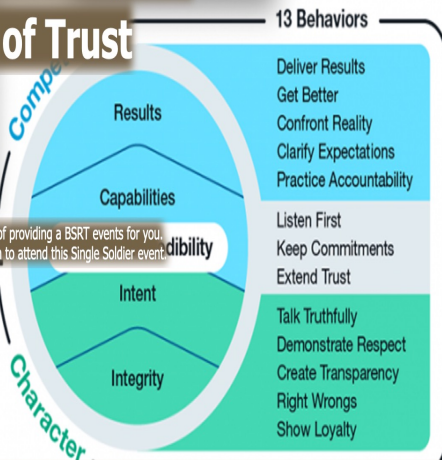 of Trust
13 Behaviors
Results
Capabilities
of providing a BSRT events for you.
to attend this Single Soldier event.
Intent
Integrity
Character
Deliver Results
Get Better
Confront Reality
Clarify Expectations
Practice Accountability
Listen First
Keep Commitments
Extend Trust
Talk Truthfully
Demonstrate Respect
Create Transparency
Right Wrongs
Show Loyalty